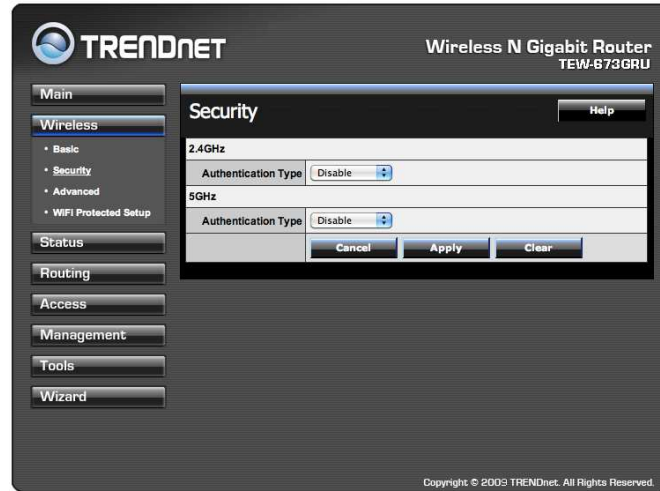 TRENDnet
Wireless N Gigabit Router
TEW-673GRU
Main
Wireless
• Basic
• Security
• Advanced
• WiFi Protected Setup
Status
Routing
Access
Management
Tools
Wizard
Security
Help
2.4GHz
Authentication Type Disable
5GHz
Authentication Type Disable
Cancel Apply Clear
Copyright © 2009 TRENDnet. All Rights Reserved.